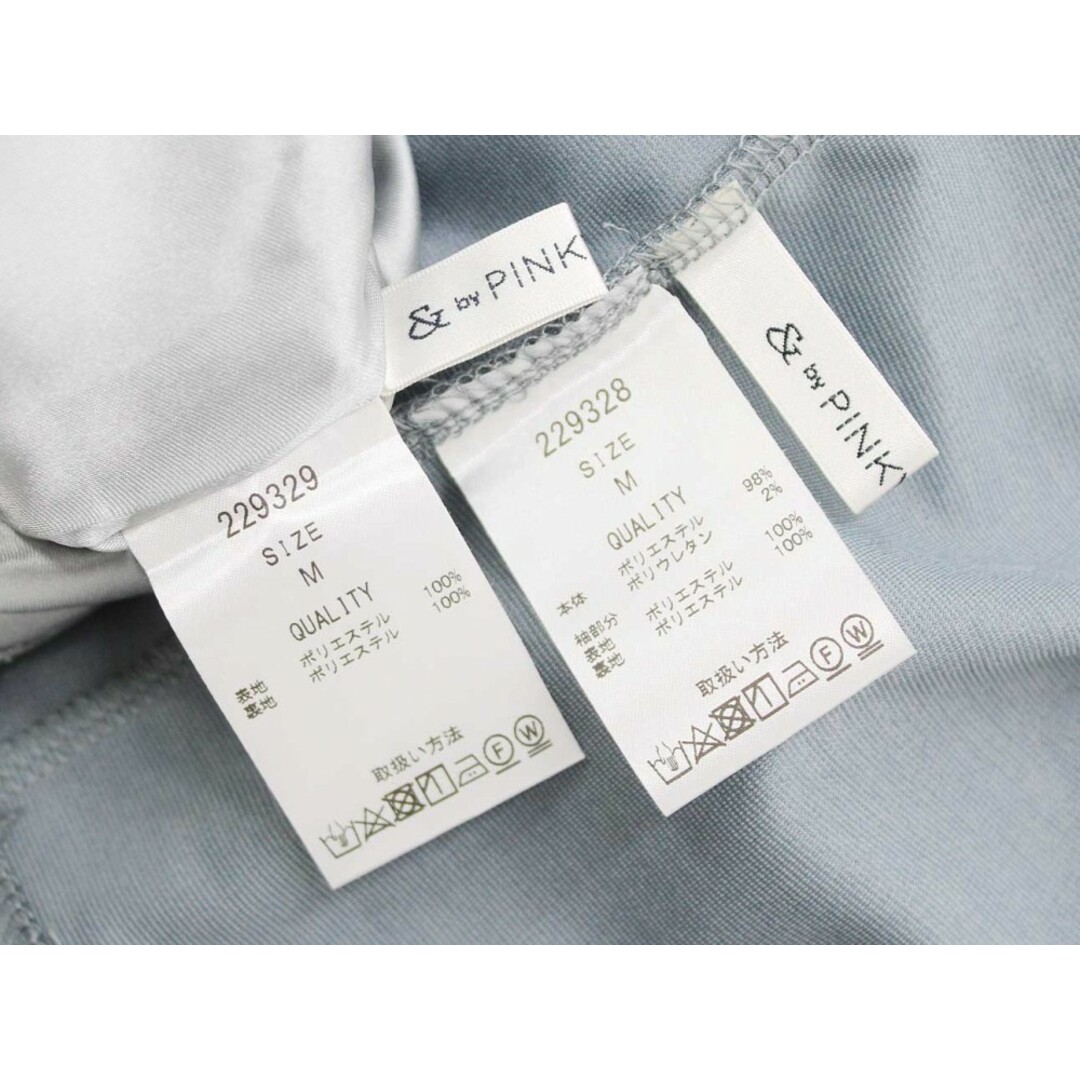 & by PINK
& by PINK
229329
SIZE
M
QUALITY
表地 ポリエステル 100%
裏地 ポリエステル 100%
取扱い方法
F W
229328
SIZE
M
QUALITY
本体 ポリエステル 98%
ポリウレタン 2%
袖部分
表地 ポリエステル 100%
裏地 ポリエステル 100%
取扱い方法
F W